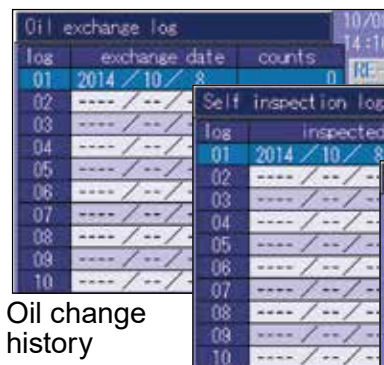 Oil exchange log
10/0
14:1
log exchange date counts
RE
01 2014/10/ 8 0
02 ----/--/-
03 ----/--/-
04 ----/--/-
05 ----/--/-
06 ----/--/-
07 ----/--/-
08 ----/--/-
09 ----/--/-
10 ----/--/-
Self inspection log
log inspected
01 2014/10/ 8
02 ----/--/--
03 ----/--/--
04 ----/--/--
05 ----/--/--
06 ----/--/--
07 ----/--/--
08 ----/--/--
09 ----/--/--
10 ----/--/--
Oil change
history